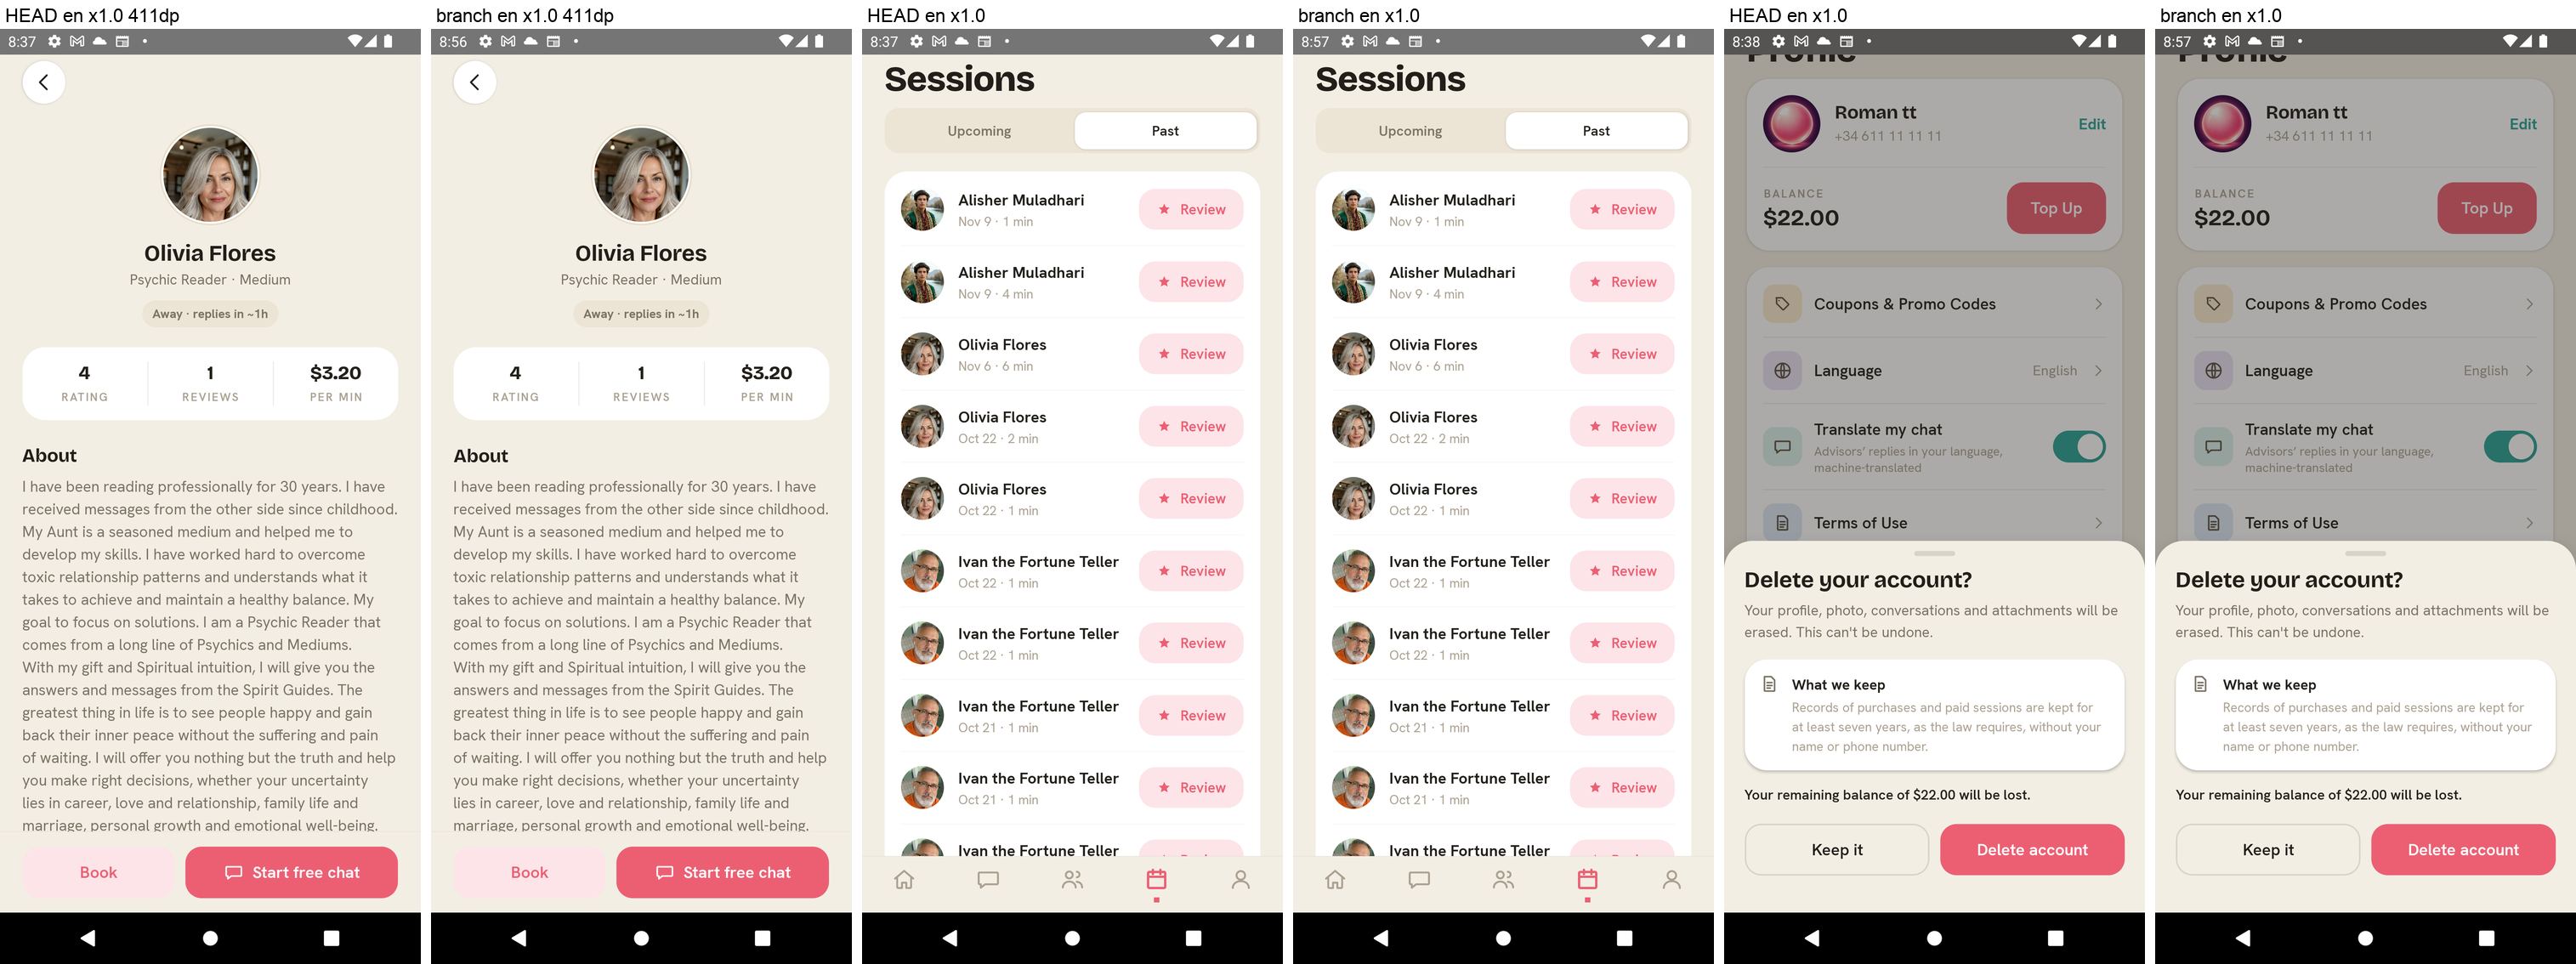 HEAD en x1.0 411dp
8:37
Olivia Flores
Psychic Reader · Medium
Away · replies in ~1h
4
RATING
1
REVIEWS
$3.20
PER MIN
About
I have been reading professionally for 30 years. I have
received messages from the other side since childhood.
My Aunt is a seasoned medium and helped me to
develop my skills. I have worked hard to overcome
toxic relationship patterns and understands what it
takes to achieve and maintain a healthy balance. My
goal to focus on solutions. I am a Psychic Reader that
comes from a long line of Psychics and Mediums.
With my gift and Spiritual intuition, I will give you the
answers and messages from the Spirit Guides. The
greatest thing in life is to see people happy and gain
back their inner peace without the suffering and pain
of waiting. I will offer you nothing but the truth and help
you make right decisions, whether your uncertainty
lies in career, love and relationship, family life and
marriage, personal growth and emotional well-being.
Book
Start free chat
branch en x1.0 411dp
8:56
Olivia Flores
Psychic Reader · Medium
Away · replies in ~1h
4
RATING
1
REVIEWS
$3.20
PER MIN
About
I have been reading professionally for 30 years. I have
received messages from the other side since childhood.
My Aunt is a seasoned medium and helped me to
develop my skills. I have worked hard to overcome
toxic relationship patterns and understands what it
takes to achieve and maintain a healthy balance. My
goal to focus on solutions. I am a Psychic Reader that
comes from a long line of Psychics and Mediums.
With my gift and Spiritual intuition, I will give you the
answers and messages from the Spirit Guides. The
greatest thing in life is to see people happy and gain
back their inner peace without the suffering and pain
of waiting. I will offer you nothing but the truth and help
you make right decisions, whether your uncertainty
lies in career, love and relationship, family life and
marriage, personal growth and emotional well-being.
Book
Start free chat
HEAD en x1.0
8:37
Sessions
Upcoming
Past
Alisher Muladhari
Nov 9 · 1 min
Review
Alisher Muladhari
Nov 9 · 4 min
Review
Olivia Flores
Nov 6 · 6 min
Review
Olivia Flores
Oct 22 · 2 min
Review
Olivia Flores
Oct 22 · 1 min
Review
Ivan the Fortune Teller
Oct 22 · 1 min
Review
Ivan the Fortune Teller
Oct 22 · 1 min
Review
Ivan the Fortune Teller
Oct 21 · 1 min
Review
Ivan the Fortune Teller
Oct 21 · 1 min
Review
Ivan the Fortune Teller
branch en x1.0
8:57
Sessions
Upcoming
Past
Alisher Muladhari
Nov 9 · 1 min
Review
Alisher Muladhari
Nov 9 · 4 min
Review
Olivia Flores
Nov 6 · 6 min
Review
Olivia Flores
Oct 22 · 2 min
Review
Olivia Flores
Oct 22 · 1 min
Review
Ivan the Fortune Teller
Oct 22 · 1 min
Review
Ivan the Fortune Teller
Oct 22 · 1 min
Review
Ivan the Fortune Teller
Oct 21 · 1 min
Review
Ivan the Fortune Teller
Oct 21 · 1 min
Review
Ivan the Fortune Teller
HEAD en x1.0
8:38
Profile
Roman tt
+34 611 11 11 11
Edit
BALANCE
$22.00
Top Up
Coupons & Promo Codes
Language
English
Translate my chat
Advisors' replies in your language,
machine-translated
Terms of Use
Delete your account?
Your profile, photo, conversations and attachments will be
erased. This can't be undone.
What we keep
Records of purchases and paid sessions are kept for
at least seven years, as the law requires, without your
name or phone number.
Your remaining balance of $22.00 will be lost.
Keep it
Delete account
branch en x1.0
8:57
Profile
Roman tt
+34 611 11 11 11
Edit
BALANCE
$22.00
Top Up
Coupons & Promo Codes
Language
English
Translate my chat
Advisors' replies in your language,
machine-translated
Terms of Use
Delete your account?
Your profile, photo, conversations and attachments will be
erased. This can't be undone.
What we keep
Records of purchases and paid sessions are kept for
at least seven years, as the law requires, without your
name or phone number.
Your remaining balance of $22.00 will be lost.
Keep it
Delete account